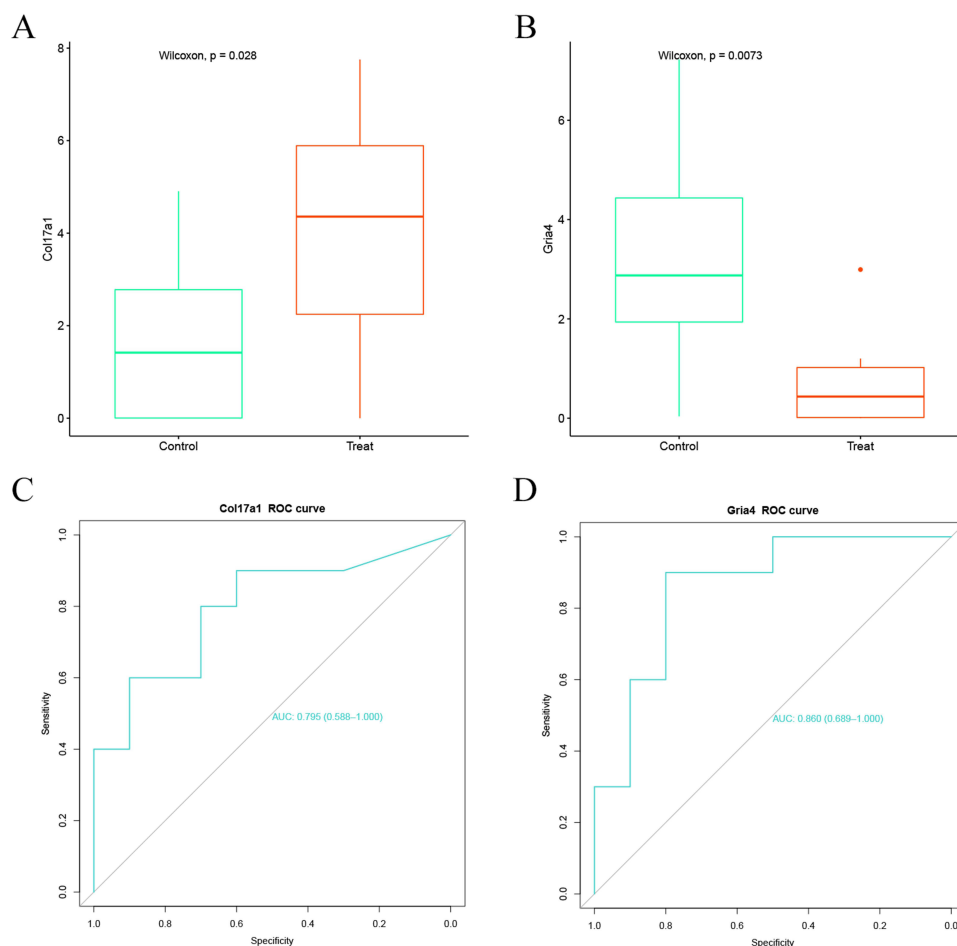 A
Wilcoxon, p = 0.028
8
6
4
2
0
Col17a1
Control
Treat
B
Wilcoxon, p = 0.0073
6
4
2
0
Gria4
Control
Treat
C
Col17a1 ROC curve
1.0
0.8
0.6
0.4
0.2
0.0
Sensitivity
AUC: 0.795 (0.588–1.000)
1.0
0.8
0.6
0.4
0.2
0.0
Specificity
D
Gria4 ROC curve
1.0
0.8
0.6
0.4
0.2
0.0
Sensitivity
AUC: 0.860 (0.689–1.000)
1.0
0.8
0.6
0.4
0.2
0.0
Specificity